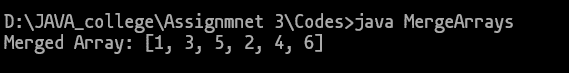 D:\JAVA_college\Assignmnet 3\Codes>java MergeArrays
Merged Array: [1, 3, 5, 2, 4, 6]